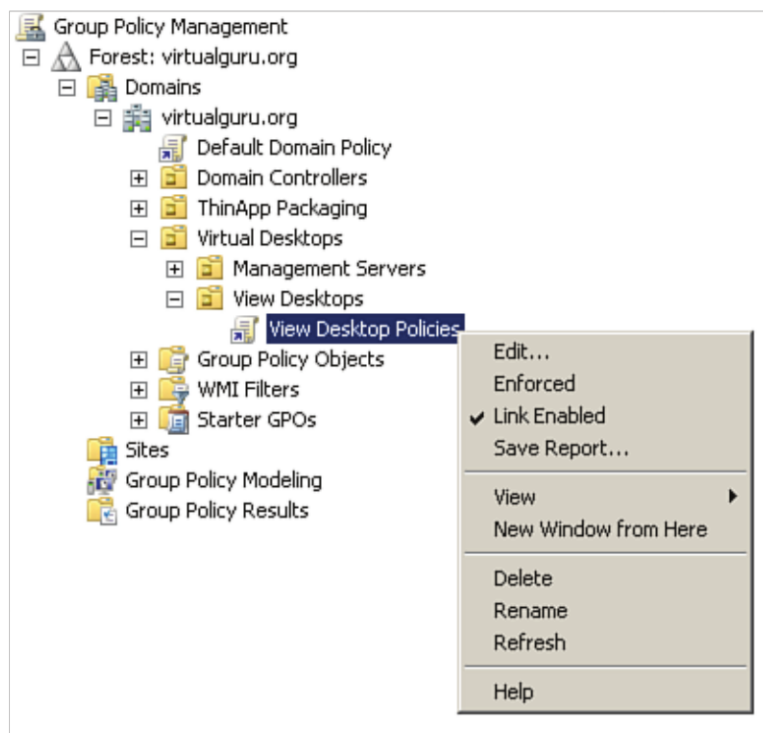 Group Policy Management
Forest: virtualguru.org
Domains
virtualguru.org
Default Domain Policy
Domain Controllers
ThinApp Packaging
Virtual Desktops
Management Servers
View Desktops
View Desktop Policies
Group Policy Objects
WMI Filters
Starter GPOs
Sites
Group Policy Modeling
Group Policy Results
Edit...
Enforced
Link Enabled
Save Report...
View
New Window from Here
Delete
Rename
Refresh
Help